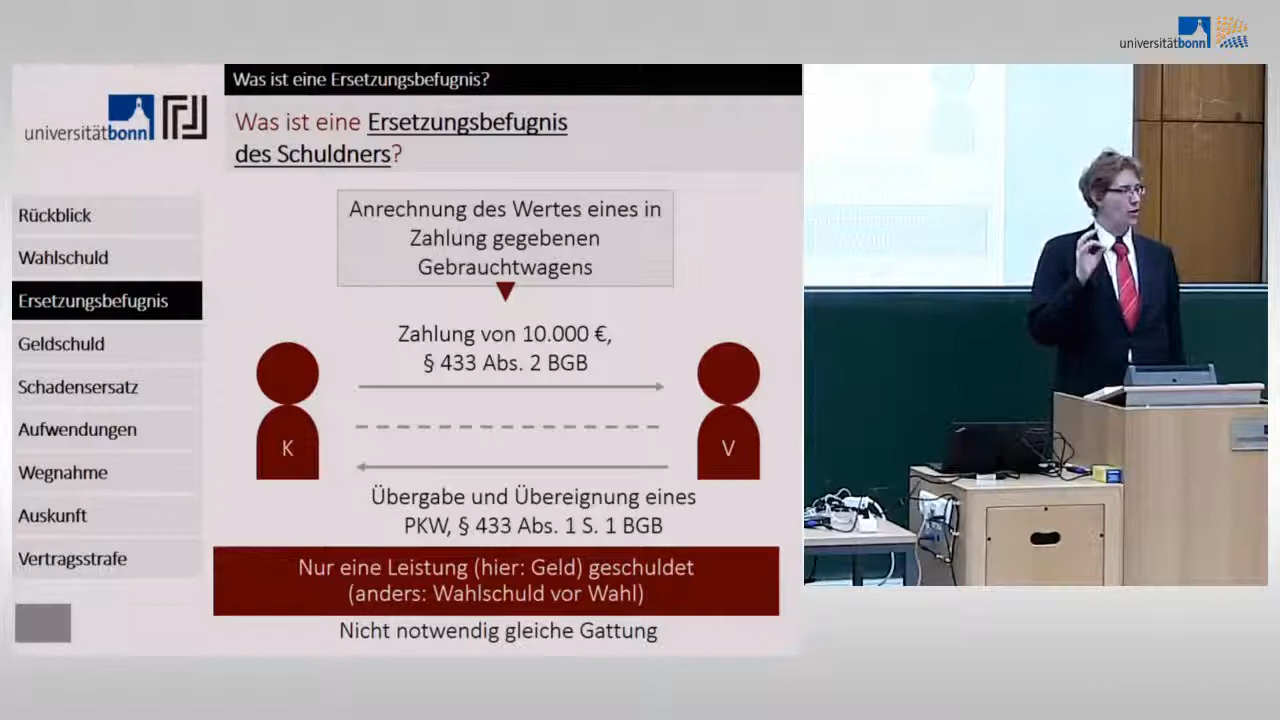 universitätbonn
Was ist eine Ersetzungsbefugnis?
universitätbonn
Was ist eine Ersetzungsbefugnis
des Schuldners?
Rückblick
Wahlschuld
Ersetzungsbefugnis
Geldschuld
Schadensersatz
Aufwendungen
Wegnahme
Auskunft
Vertragsstrafe
Anrechnung des Wertes eines in
Zahlung gegebenen
Gebrauchtwagens
Zahlung von 10.000 €,
§ 433 Abs. 2 BGB
K
V
Übergabe und Übereignung eines
PKW, § 433 Abs. 1 S. 1 BGB
Nur eine Leistung (hier: Geld) geschuldet
(anders: Wahlschuld vor Wahl)
Nicht notwendig gleiche Gattung